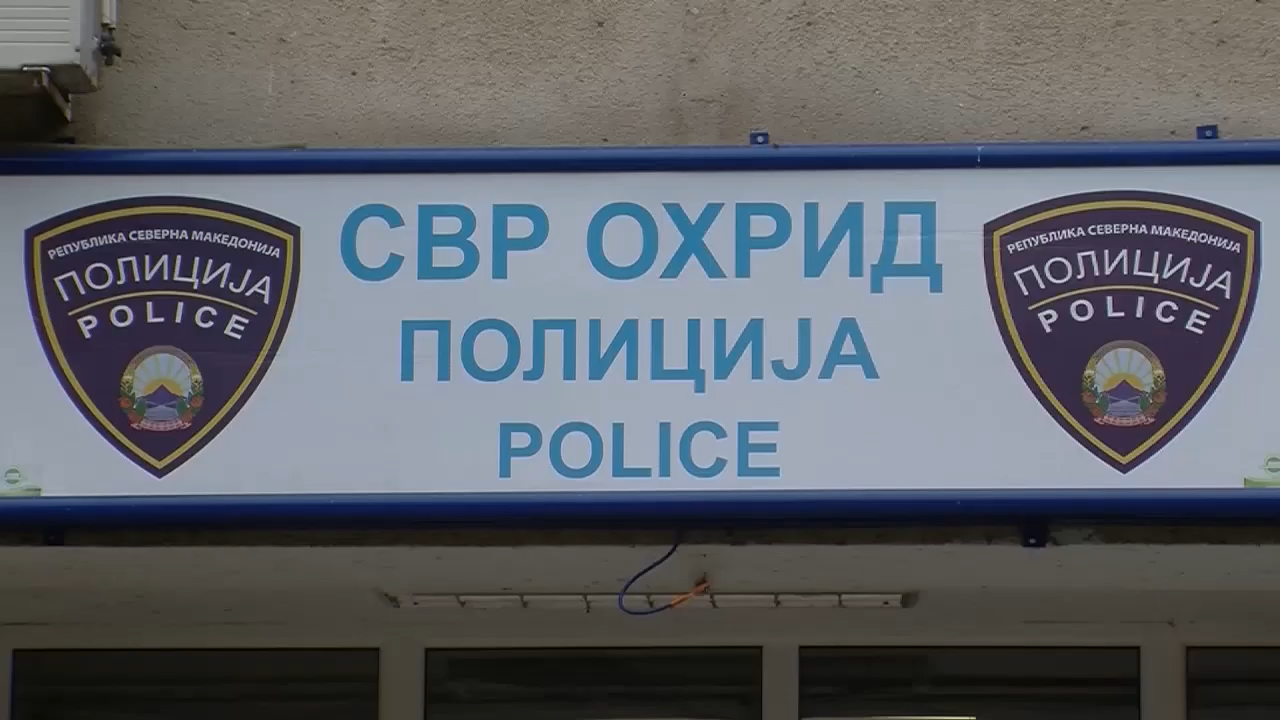 РЕПУБЛИКА СЕВЕРНА МАКЕДОНИЈА
ПОЛИЦИЈА
POLICE
СВР ОХРИД
ПОЛИЦИЈА
POLICE
РЕПУБЛИКА СЕВЕРНА МАКЕДОНИЈА
ПОЛИЦИЈА
POLICE